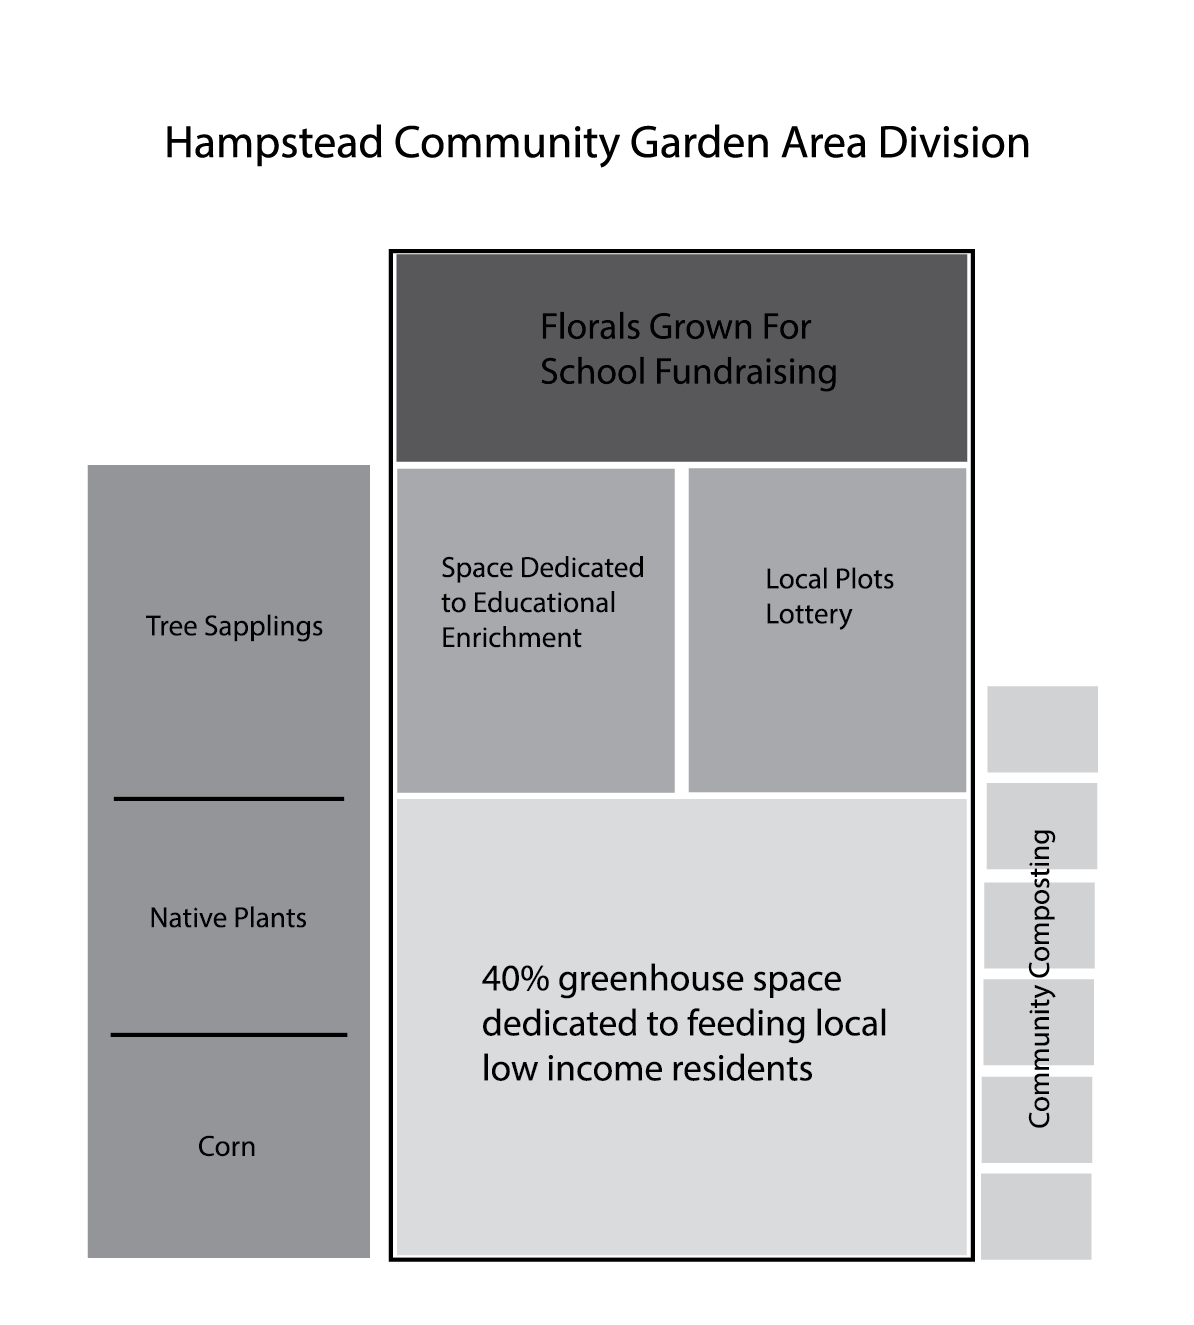 Hampstead Community Garden Area Division
Florals Grown For
School Fundraising
Space Dedicated
to Educational
Enrichment
Local Plots
Lottery
Tree Sapplings
Native Plants
Corn
40% greenhouse space
dedicated to feeding local
low income residents
Community Composting